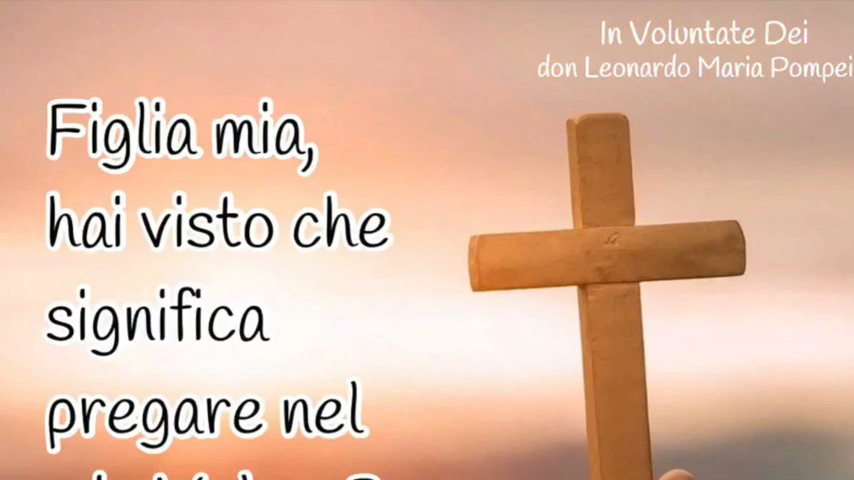 In Voluntate Dei
don Leonardo Maria Pompei
Figlia mia,
hai visto che
significa
pregare nel